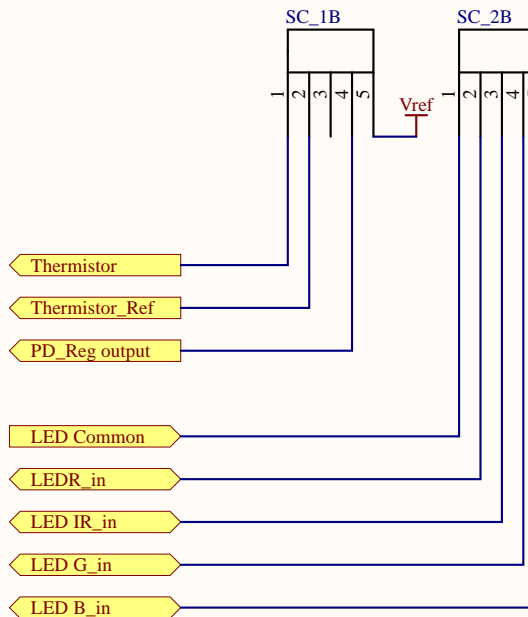 SC_1B
SC_2B
1
2
3
4
5
1
2
3
4
Vref
Thermistor
Thermistor_Ref
PD_Reg output
LED Common
LEDR_in
LED IR_in
LED G_in
LED B_in